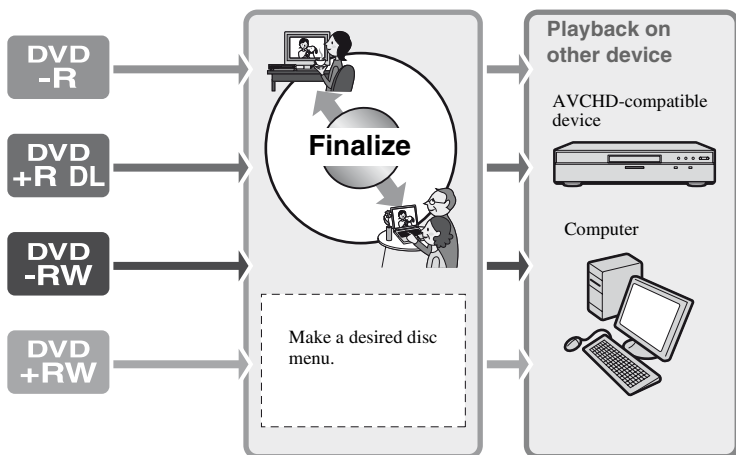 DVD
-R
DVD
+R DL
DVD
-RW
DVD
+RW
Finalize
Make a desired disc
menu.
Playback on
other device
AVCHD-compatible
device
Computer